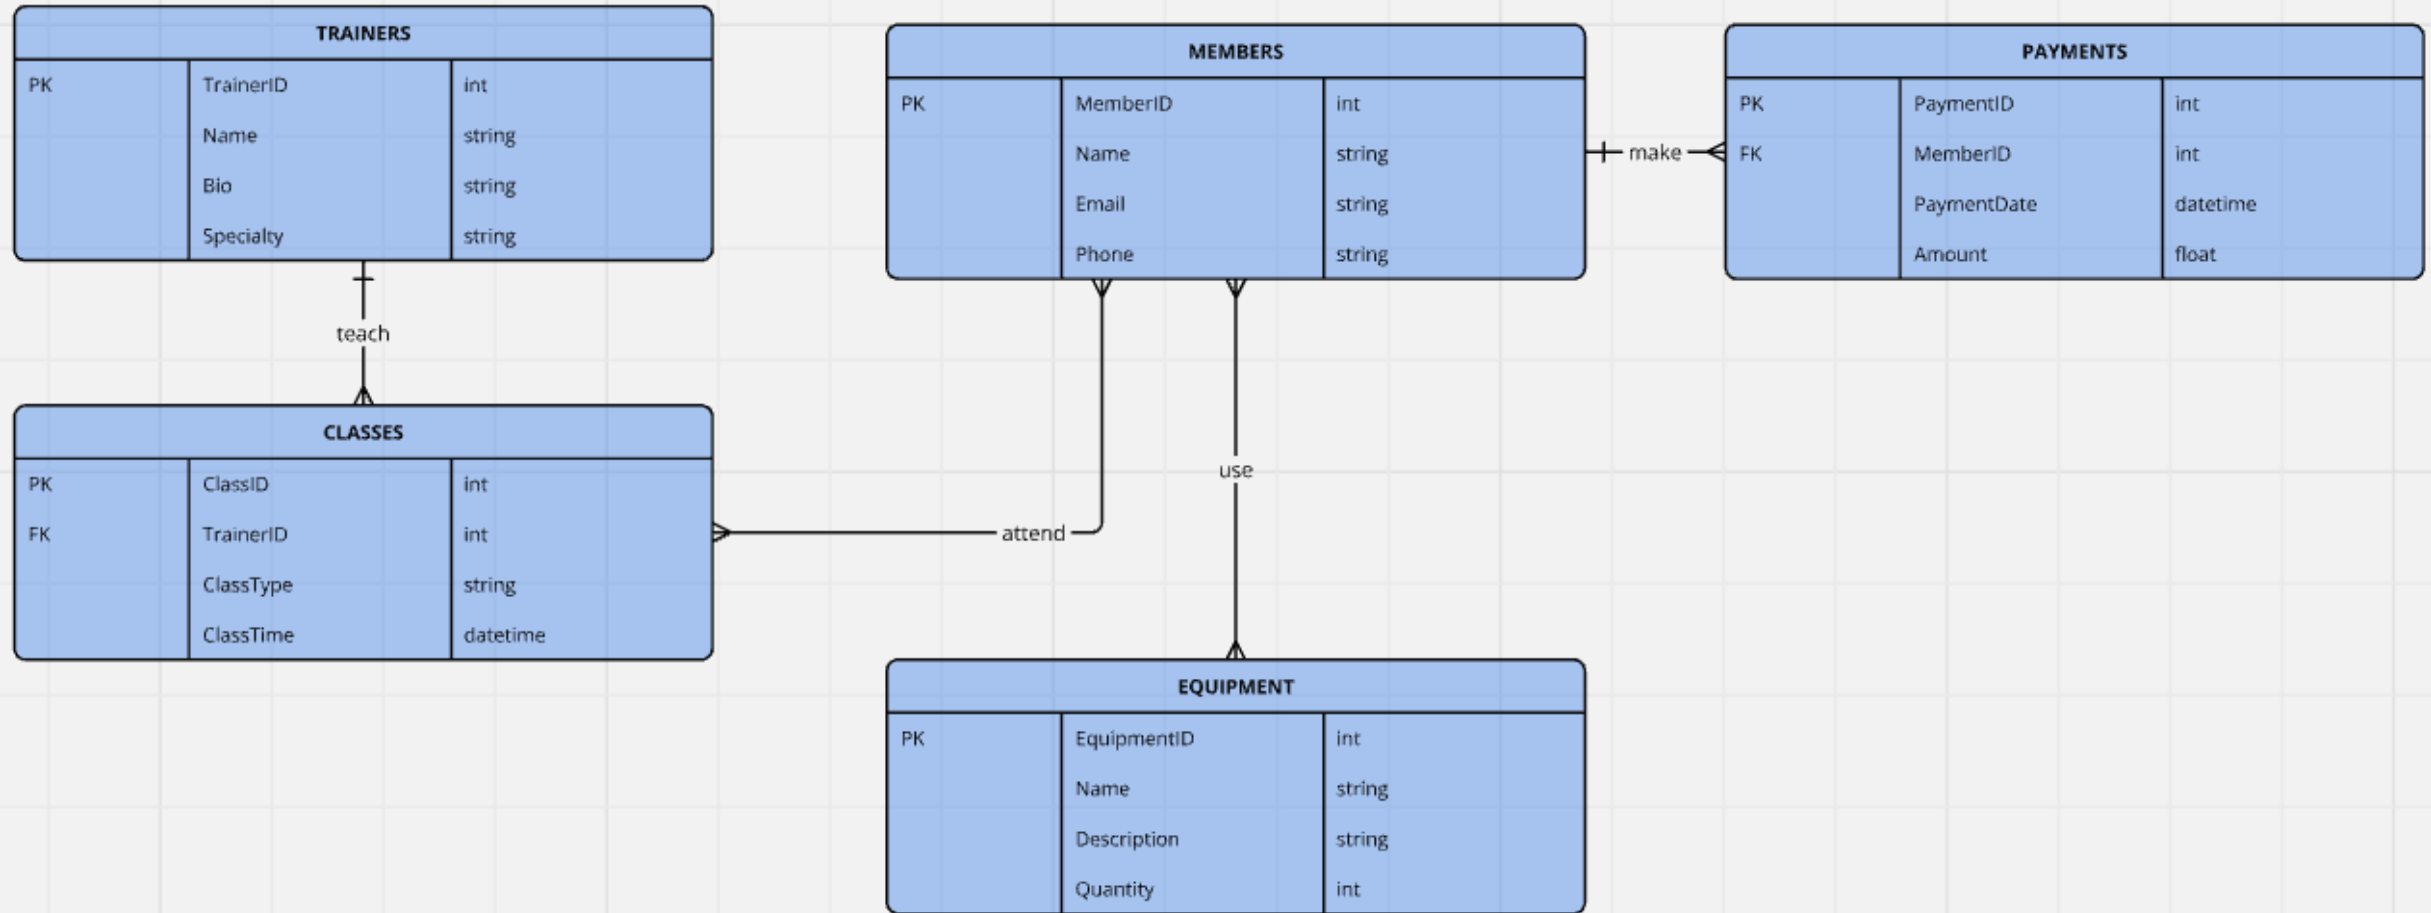 TRAINERS
PK TrainerID int
Name string
Bio string
Specialty string
teach
CLASSES
PK ClassID int
FK TrainerID int
ClassType string
ClassTime datetime
attend
MEMBERS
PK MemberID int
Name string
Email string
Phone string
make
use
PAYMENTS
PK PaymentID int
FK MemberID int
PaymentDate datetime
Amount float
EQUIPMENT
PK EquipmentID int
Name string
Description string
Quantity int